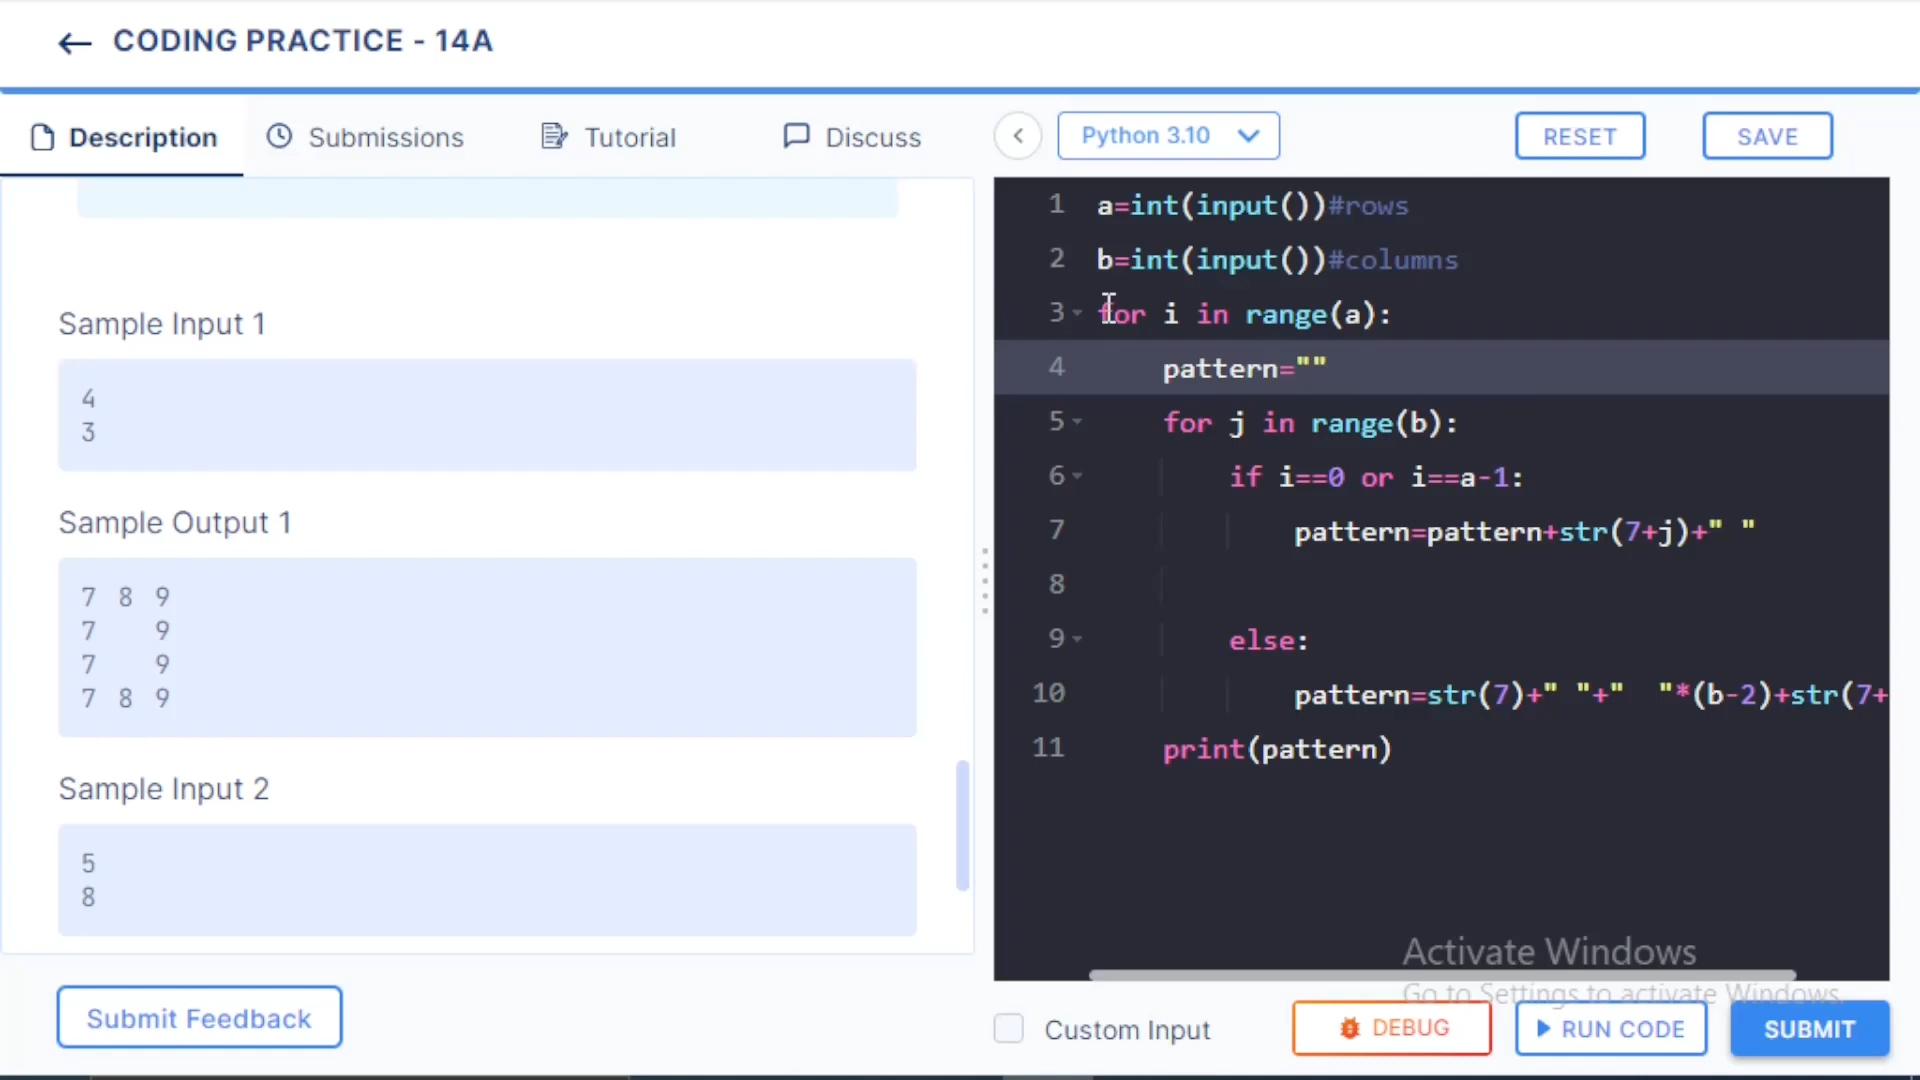 CODING PRACTICE - 14A
Description
Submissions
Tutorial
Discuss
Python 3.10
RESET
SAVE
Sample Input 1
4
3
Sample Output 1
7 8 9
7   9
7   9
7 8 9
Sample Input 2
5
8
Submit Feedback
1 a=int(input())#rows
2 b=int(input())#columns
3 for i in range(a):
4     pattern=""
5     for j in range(b):
6         if i==0 or i==a-1:
7             pattern=pattern+str(7+j)+" "
8
9         else:
10             pattern=str(7)+" "+"  "*(b-2)+str(7+
11     print(pattern)
Activate Windows
Go to Settings to activate Windows.
Custom Input
DEBUG
RUN CODE
SUBMIT